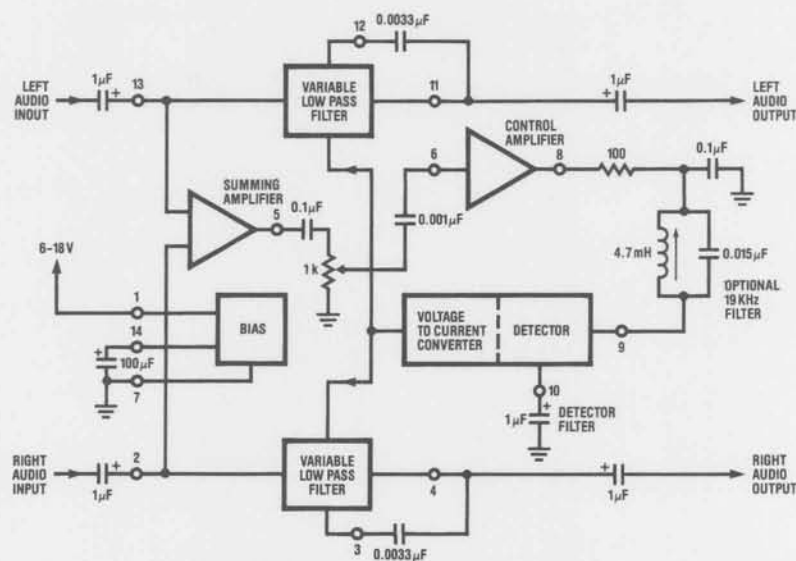 0.0033µF
12
LEFT
AUDIO
INOUT
1µF
13
VARIABLE
LOW PASS
FILTER
11
1µF
LEFT
AUDIO
OUTPUT
CONTROL
AMPLIFIER
6
8
100
0.1µF
SUMMING
AMPLIFIER
5
0.1µF
0.001µF
1k
4.7mH
0.015µF
OPTIONAL
19KHz
FILTER
6-18V
1
14
100µF
7
BIAS
VOLTAGE
TO CURRENT
CONVERTER
DETECTOR
9
10
1µF
DETECTOR
FILTER
RIGHT
AUDIO
INPUT
1µF
2
VARIABLE
LOW PASS
FILTER
4
1µF
RIGHT
AUDIO
OUTPUT
3
0.0033µF